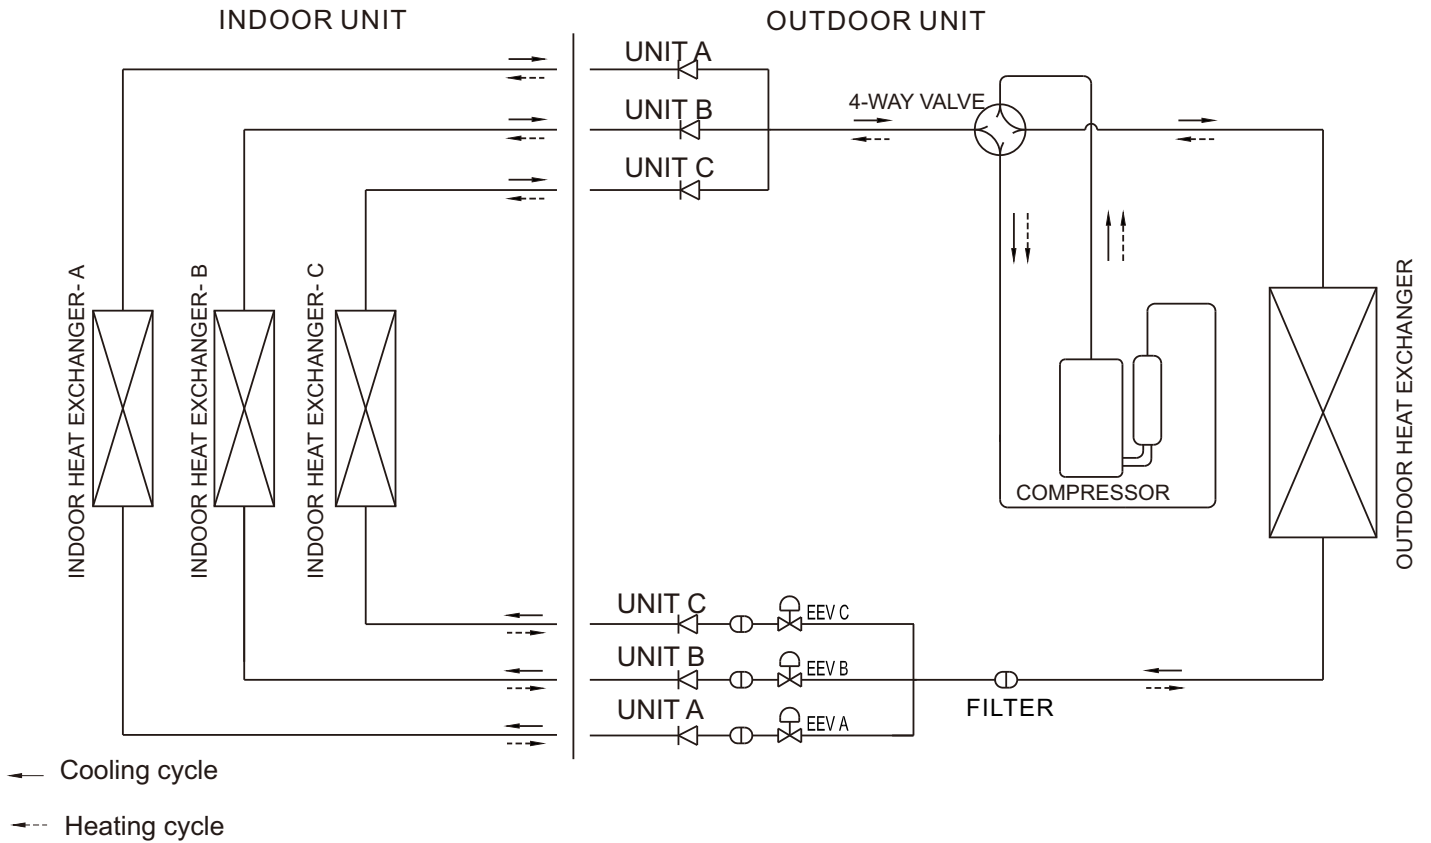 INDOOR UNIT
OUTDOOR UNIT
UNIT A
UNIT B
UNIT C
4-WAY VALVE
INDOOR HEAT EXCHANGER- A
INDOOR HEAT EXCHANGER- B
INDOOR HEAT EXCHANGER- C
COMPRESSOR
OUTDOOR HEAT EXCHANGER
UNIT C
EEV C
UNIT B
EEV B
UNIT A
EEV A
FILTER
Cooling cycle
Heating cycle